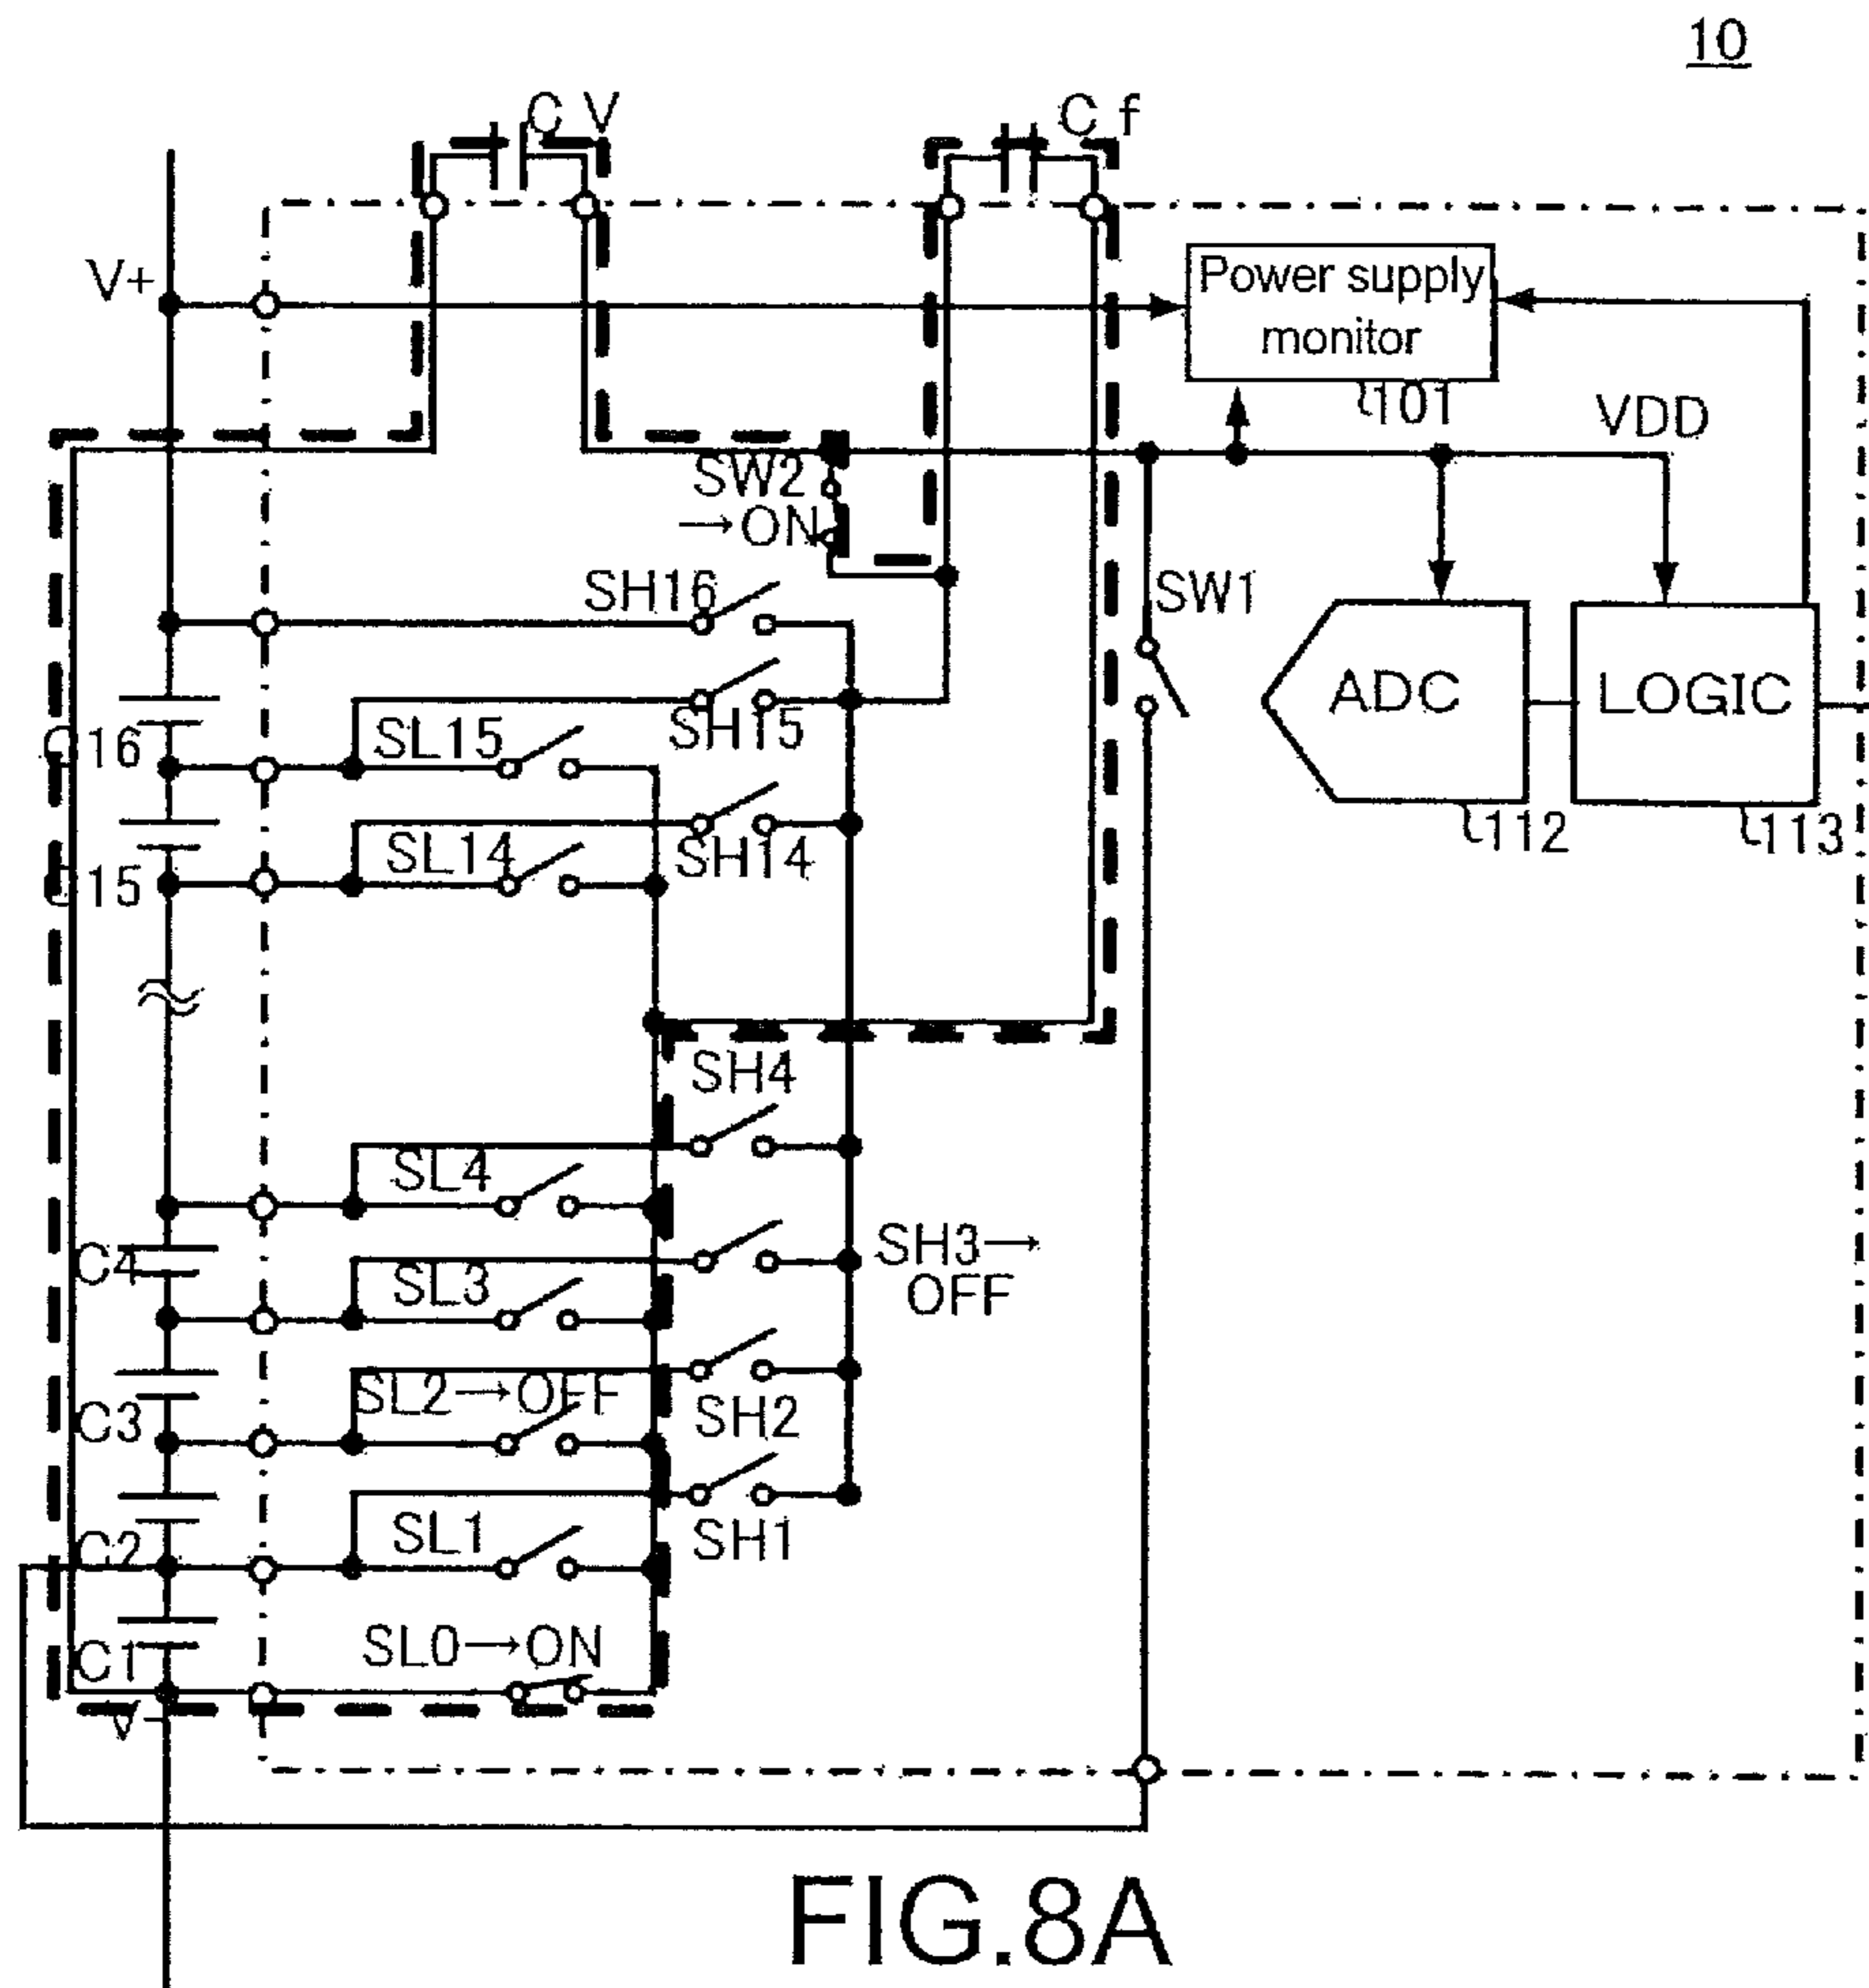 10
C V
C f
V+
Power supply
monitor
101
VDD
SW2
→ON
SH16
SW1
SH15
SL15
C16
ADC
LOGIC
SL14
SH14
112
113
C15
SH4
SL4
SH3→
OFF
C4
SL3
SL2→OFF
C3
SH2
SL1
SH1
C2
SL0→ON
C1
V-
FIG.8A